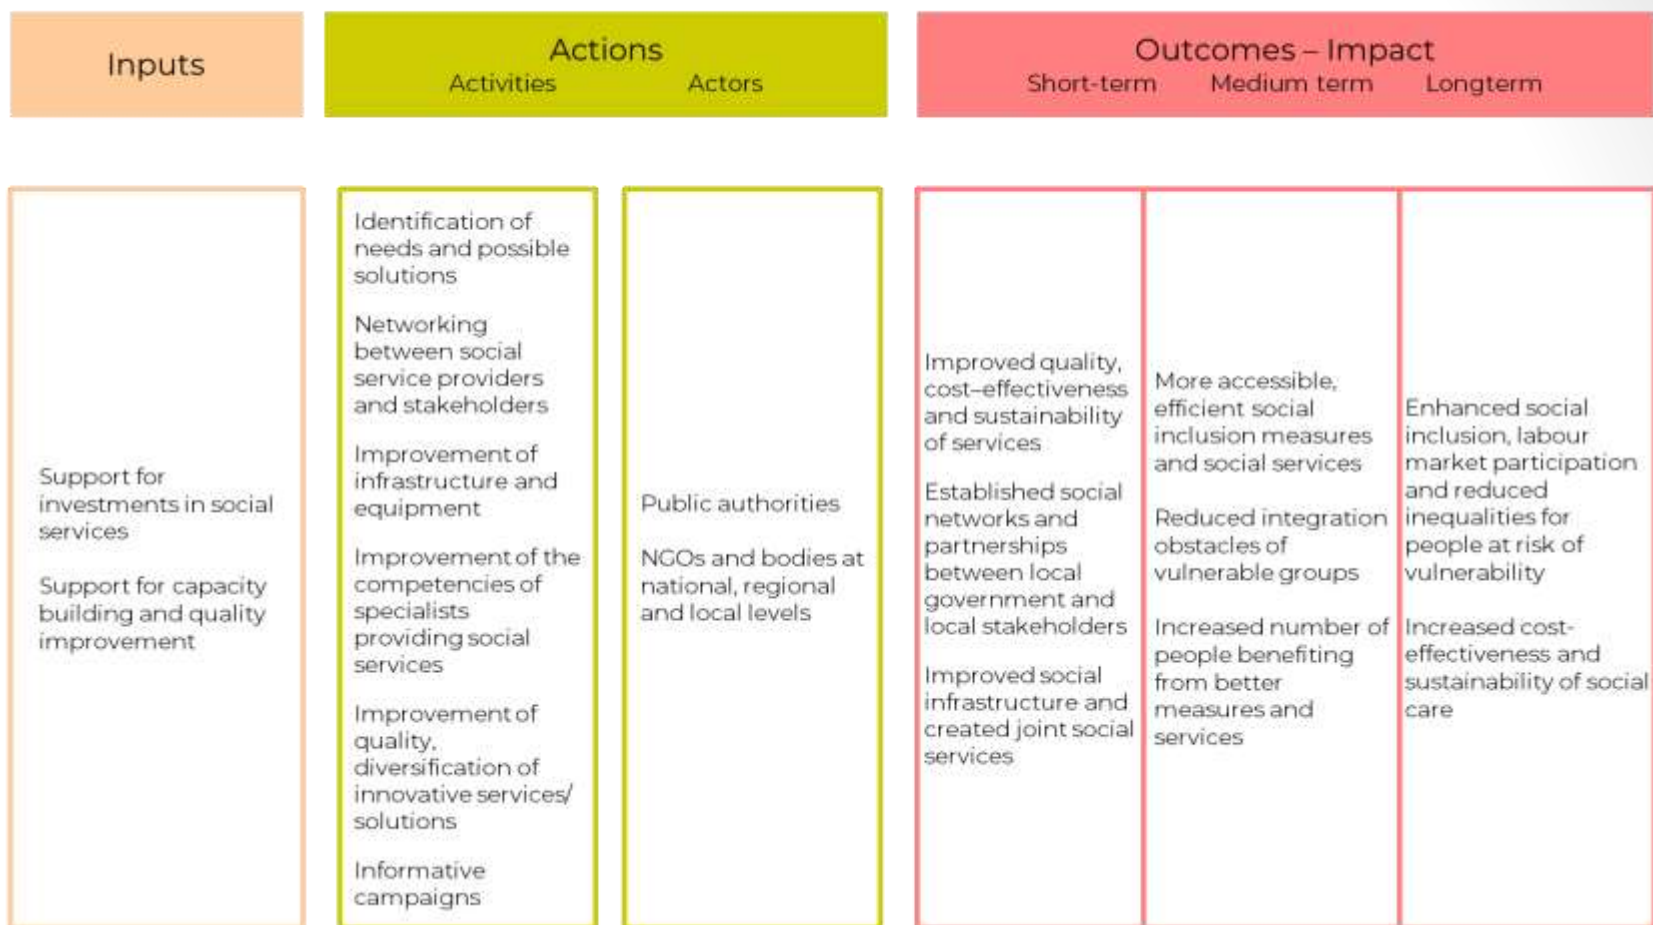 Inputs
Actions
Activities
Actors
Outcomes – Impact
Short-term
Medium term
Longterm
Support for
investments in social
services
Support for capacity
building and quality
improvement
Identification of
needs and possible
solutions
Networking
between social
service providers
and stakeholders
Improvement of
infrastructure and
equipment
Improvement of the
competencies of
specialists
providing social
services
Improvement of
quality,
diversification of
innovative services/
solutions
Informative
campaigns
Public authorities
NGOs and bodies at
national, regional
and local levels
Improved quality,
cost–effectiveness
and sustainability
of services
Established social
networks and
partnerships
between local
government and
local stakeholders
Improved social
infrastructure and
created joint social
services
More accessible,
efficient social
inclusion measures
and social services
Reduced integration
obstacles of
vulnerable groups
Increased number of
people benefiting
from better
measures and
services
Enhanced social
inclusion, labour
market participation
and reduced
inequalities for
people at risk of
vulnerability
Increased cost-
effectiveness and
sustainability of social
care